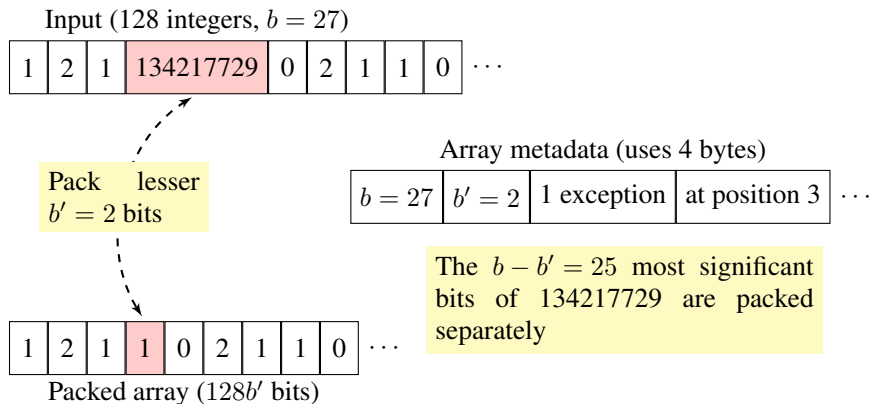 Input (128 integers, b = 27)
1 2 1 134217729 0 2 1 1 0 ···
Array metadata (uses 4 bytes)
Pack lesser
b′ = 2 bits
b = 27 b′ = 2 1 exception at position 3 ···
The b − b′ = 25 most significant
bits of 134217729 are packed
separately
1 2 1 1 0 2 1 1 0 ···
Packed array (128b′ bits)